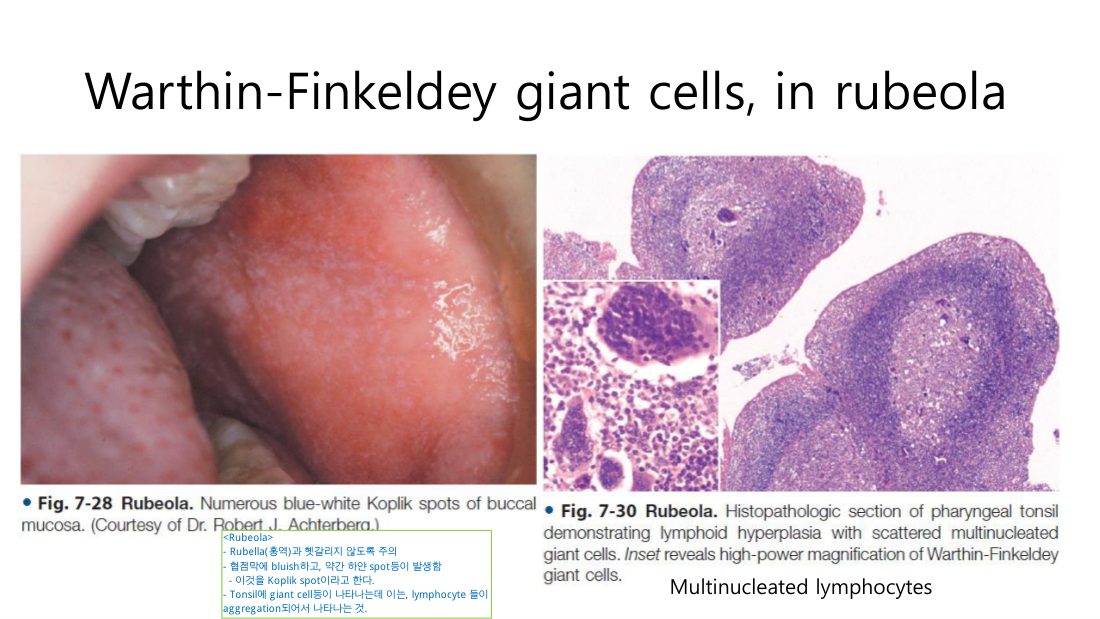 Warthin-Finkeldey giant cells, in rubeola
• Fig. 7-28 Rubeola. Numerous blue-white Koplik spots of buccal
mucosa. (Courtesy of Dr. Robert J. Achterberg.)
<Rubeola>
- Rubella(홍역)과 헷갈리지 않도록 주의
- 협점막에 bluish하고, 약간 하얀 spot등이 발생함
- 이것을 Koplik spot이라고 한다.
- Tonsil에 giant cell등이 나타나는데 이는, lymphocyte 들이
aggregation되어서 나타나는 것.
• Fig. 7-30 Rubeola. Histopathologic section of pharyngeal tonsil
demonstrating lymphoid hyperplasia with scattered multinucleated
giant cells. Inset reveals high-power magnification of Warthin-Finkeldey
giant cells.
Multinucleated lymphocytes